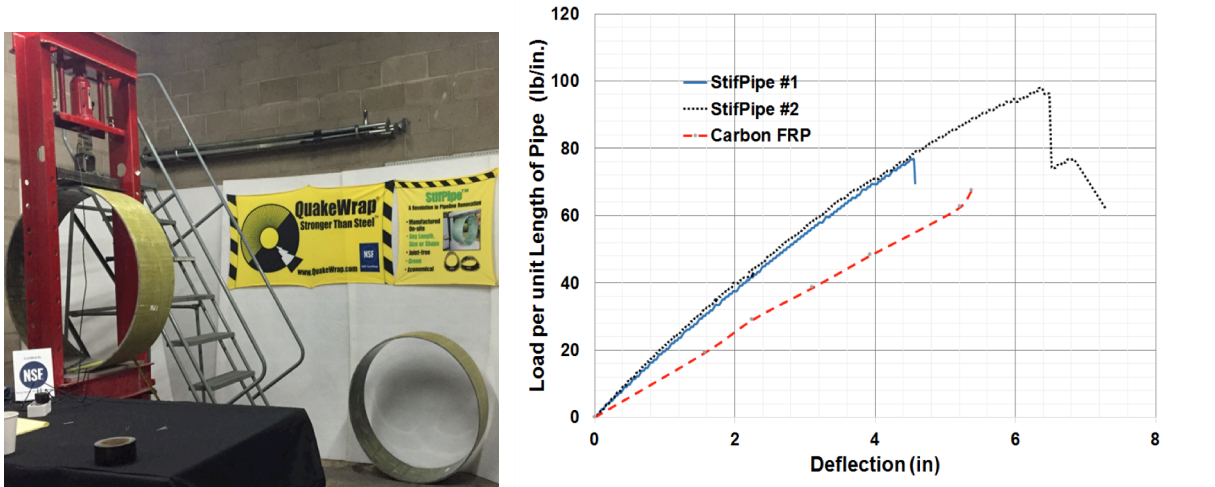 QuakeWrap
Stronger Than Steel
NSF
www.QuakeWrap.com
StifPipe™
A Revolution in Pipeline Renovation
• Manufactured
On-site
• Any Length,
Size or Shape
• Joint-free
• Green
• Economical
NSF
120
100
80
60
40
20
0
0
2
4
6
8
Load per unit Length of Pipe (lb/in.)
Deflection (in)
StifPipe #1
StifPipe #2
Carbon FRP